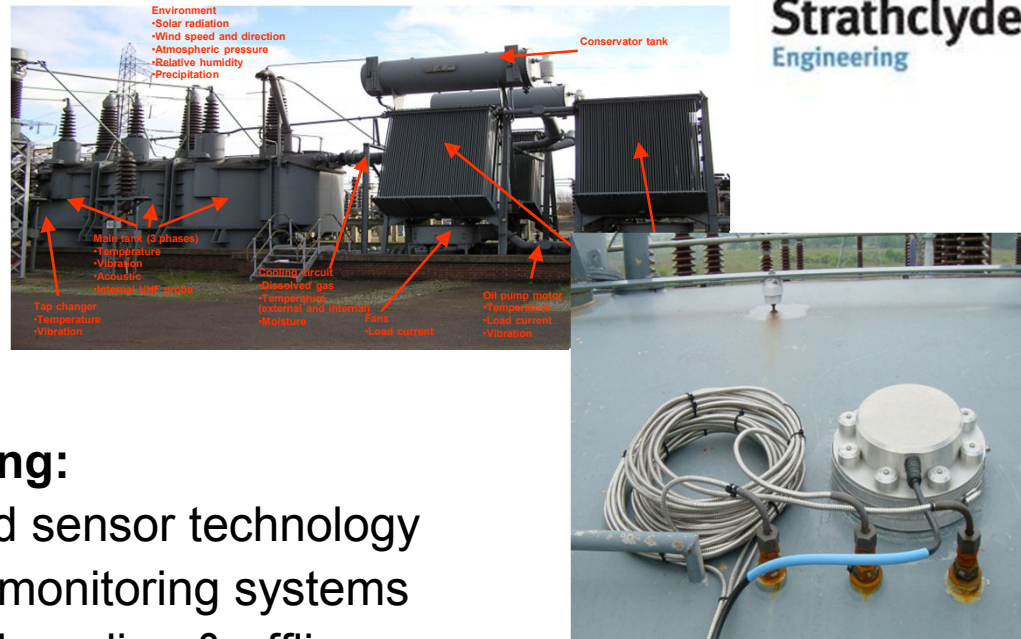 Strathclyde
Engineering
Environment
•Solar radiation
•Wind speed and direction
•Atmospheric pressure
•Relative humidity
•Precipitation
Conservator tank
Main tank (3 phases)
•Temperature
•Vibration
•Acoustic
•Internal UHF probe
Tap changer
•Temperature
•Vibration
Cooling circuit
•Dissolved gas
•Temperature
(external and internal)
•Moisture
Fans
•Load current
Oil pump motor
•Temperature
•Load current
•Vibration
ng:
d sensor technology
monitoring systems